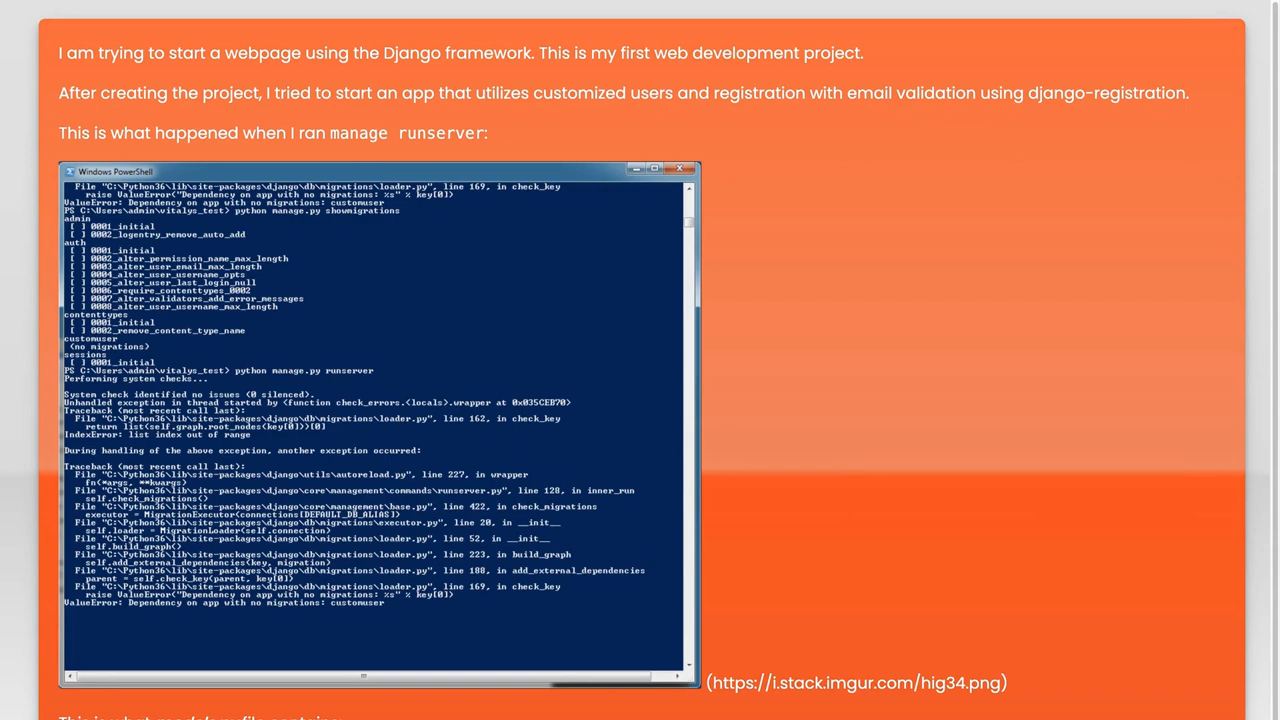 I am trying to start a webpage using the Django framework. This is my first web development project.
After creating the project, I tried to start an app that utilizes customized users and registration with email validation using django-registration.
This is what happened when I ran manage runserver:
Windows PowerShell
File "C:\Python36\lib\site-packages\django\db\migrations\loader.py", line 169, in check_key
raise ValueError("Dependency on app with no migrations: %s" % key[0])
ValueError: Dependency on app with no migrations: customuser
PS C:\Users\admin\vitalys_test> python manage.py showmigrations
admin
[ ] 0001_initial
[ ] 0002_logentry_remove_auto_add
auth
[ ] 0001_initial
[ ] 0002_alter_permission_name_max_length
[ ] 0003_alter_user_email_max_length
[ ] 0004_alter_user_username_opts
[ ] 0005_alter_user_last_login_null
[ ] 0006_require_contenttypes_0002
[ ] 0007_alter_validators_add_error_messages
[ ] 0008_alter_user_username_max_length
contenttypes
[ ] 0001_initial
[ ] 0002_remove_content_type_name
customuser
(no migrations)
sessions
[ ] 0001_initial
PS C:\Users\admin\vitalys_test> python manage.py runserver
Performing system checks...
System check identified no issues (0 silenced).
Unhandled exception in thread started by <function check_errors.<locals>.wrapper at 0x035CEB70>
Traceback (most recent call last):
File "C:\Python36\lib\site-packages\django\db\migrations\loader.py", line 162, in check_key
return list(self.graph.root_nodes(key[0]))[0]
IndexError: list index out of range
During handling of the above exception, another exception occurred:
Traceback (most recent call last):
File "C:\Python36\lib\site-packages\django\utils\autoreload.py", line 227, in wrapper
fn(*args, **kwargs)
File "C:\Python36\lib\site-packages\django\core\management\commands\runserver.py", line 128, in inner_run
self.check_migrations()
File "C:\Python36\lib\site-packages\django\core\management\base.py", line 422, in check_migrations
executor = MigrationExecutor(connections[DEFAULT_DB_ALIAS])
File "C:\Python36\lib\site-packages\django\db\migrations\executor.py", line 20, in __init__
self.loader = MigrationLoader(self.connection)
File "C:\Python36\lib\site-packages\django\db\migrations\loader.py", line 52, in __init__
self.build_graph()
File "C:\Python36\lib\site-packages\django\db\migrations\loader.py", line 223, in build_graph
self.add_external_dependencies(key, migration)
File "C:\Python36\lib\site-packages\django\db\migrations\loader.py", line 188, in add_external_dependencies
parent = self.check_key(parent, key[0])
File "C:\Python36\lib\site-packages\django\db\migrations\loader.py", line 169, in check_key
raise ValueError("Dependency on app with no migrations: %s" % key[0])
ValueError: Dependency on app with no migrations: customuser
(https://i.stack.imgur.com/hig34.png)